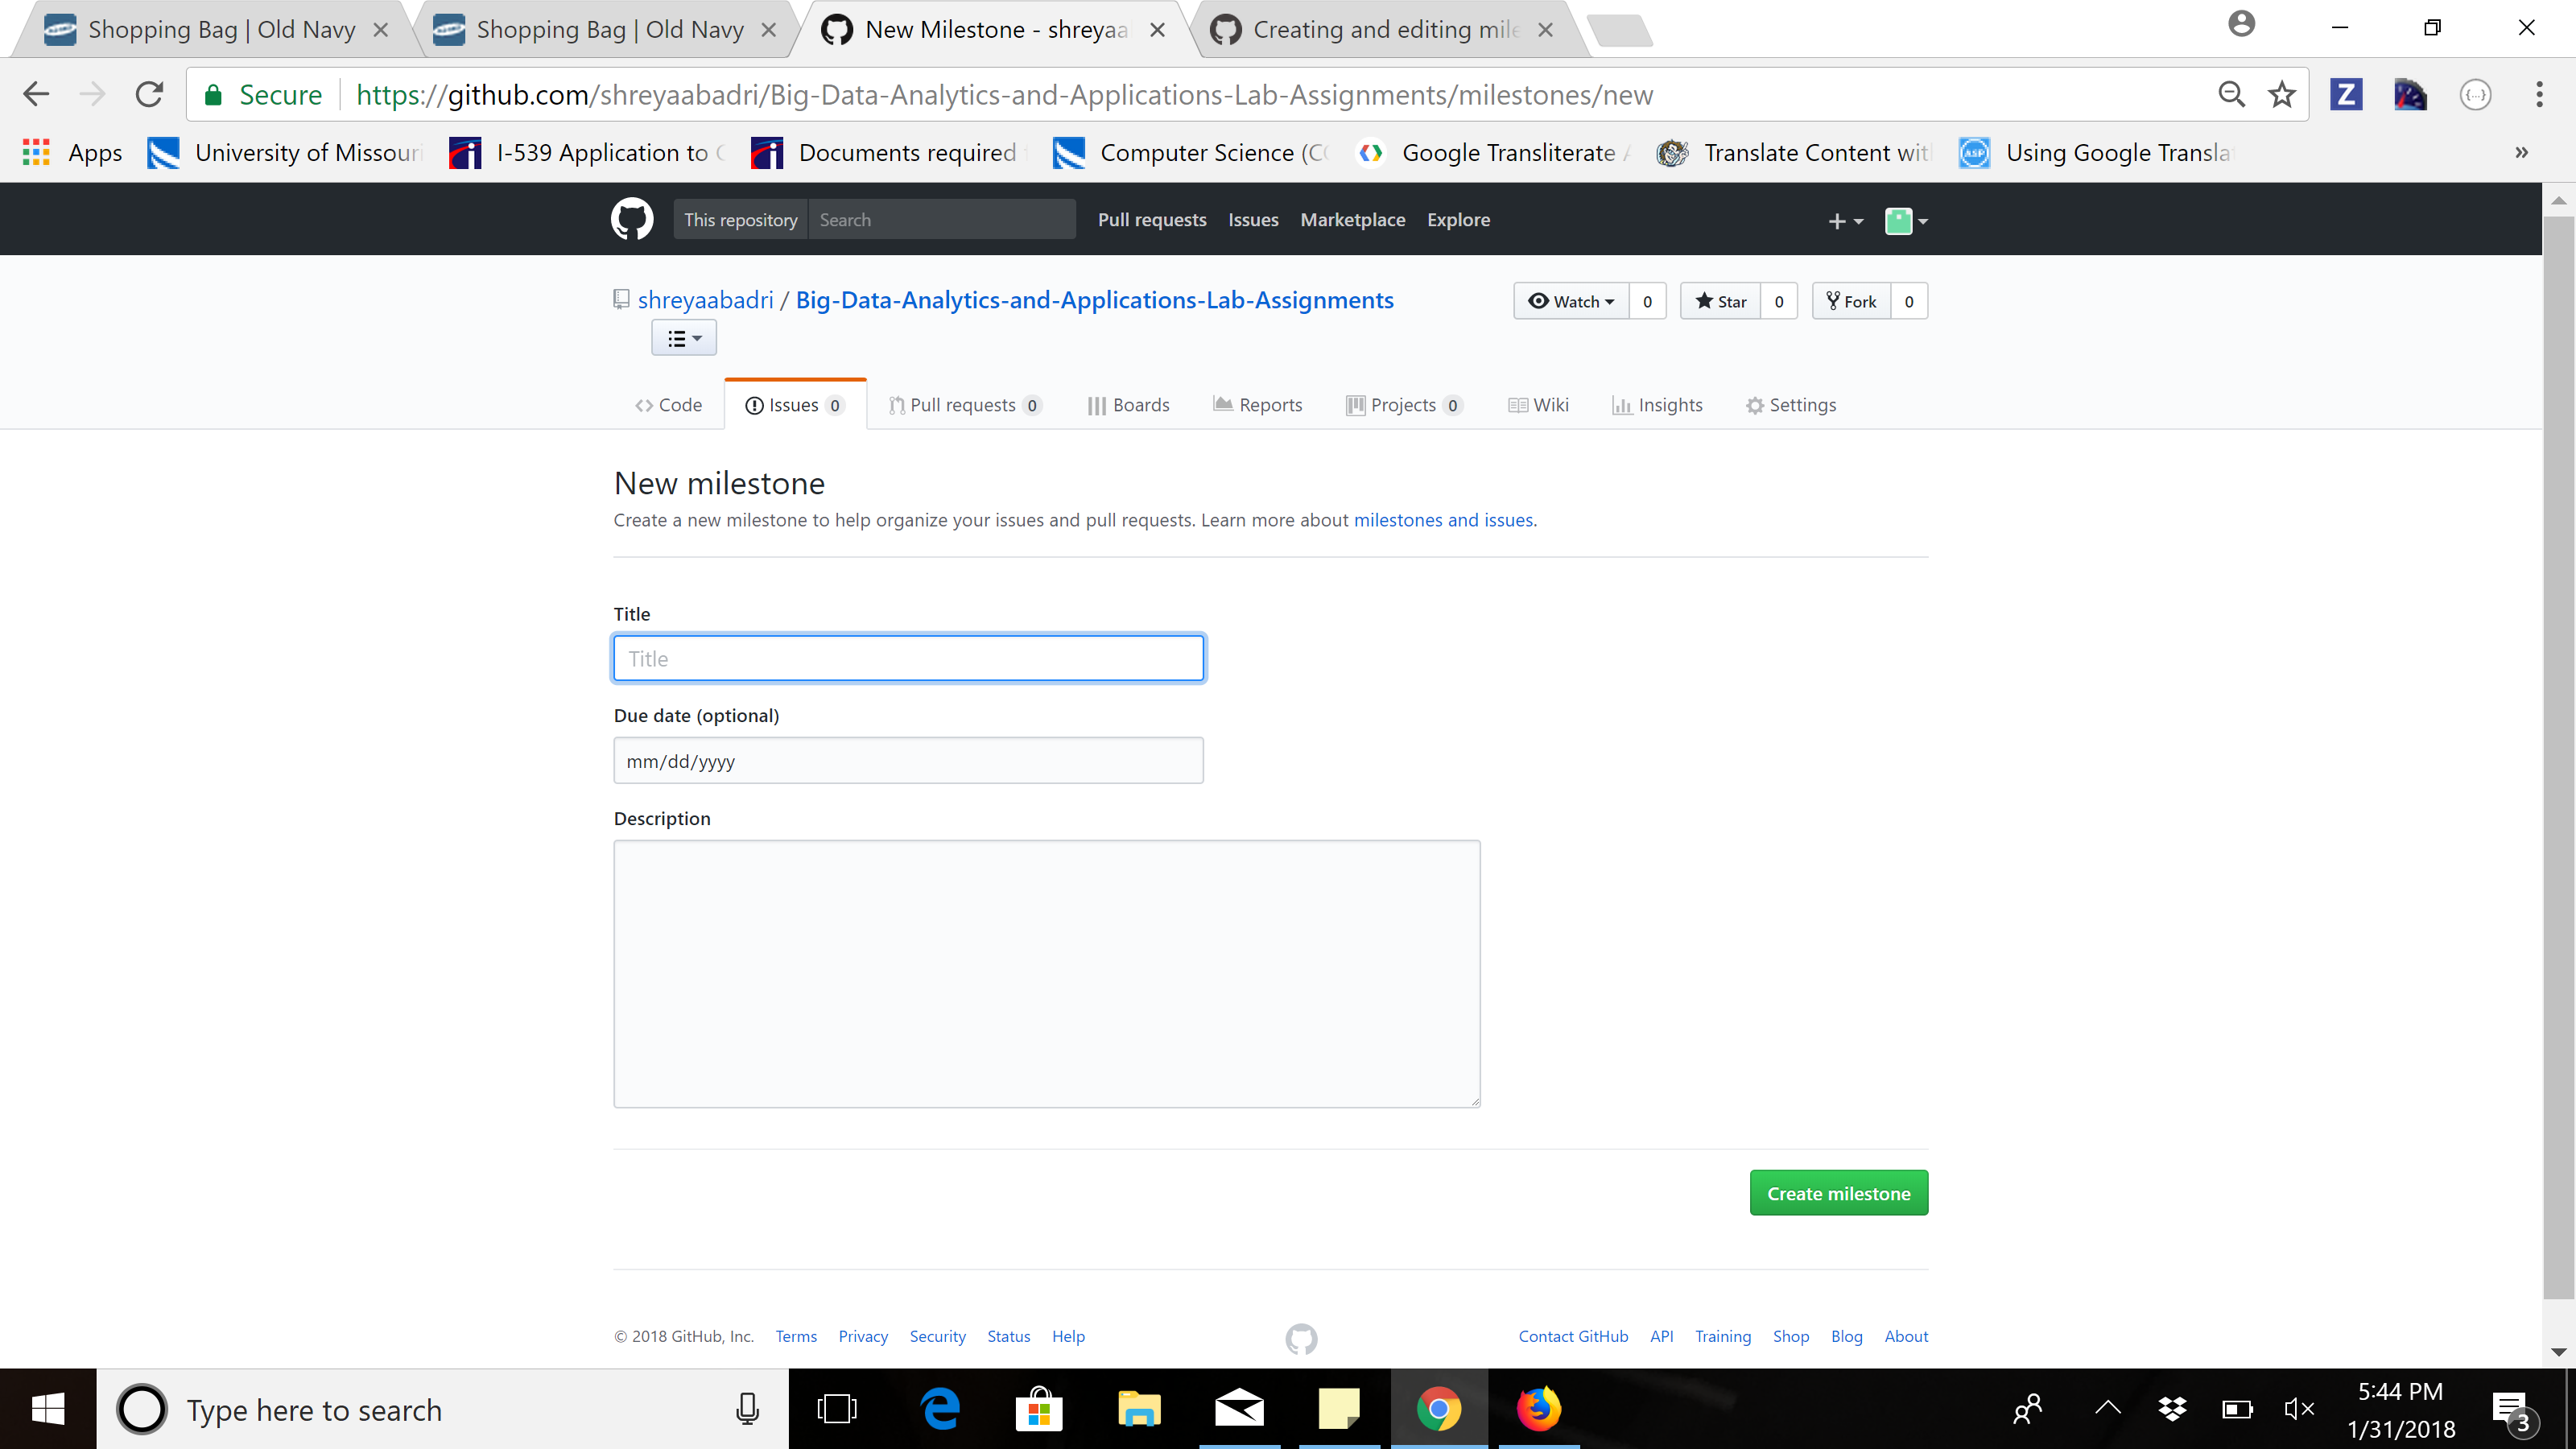 Shopping Bag | Old Navy
Shopping Bag | Old Navy
New Milestone - shreyaa
Creating and editing mile
Secure
https://github.com/shreyaabadri/Big-Data-Analytics-and-Applications-Lab-Assignments/milestones/new
Z
{···}
Apps
University of Missouri
I-539 Application to
Documents required
Computer Science (CO
Google Transliterate
Translate Content wit
ASP
Using Google Transla
»
This repository Search
Pull requests Issues Marketplace Explore
shreyaabadri / Big-Data-Analytics-and-Applications-Lab-Assignments
Watch 0 Star 0 Fork 0
Code Issues 0 Pull requests 0 Boards Reports Projects 0 Wiki Insights Settings
New milestone
Create a new milestone to help organize your issues and pull requests. Learn more about milestones and issues.
Title
Title
Due date (optional)
mm/dd/yyyy
Description
Create milestone
© 2018 GitHub, Inc. Terms Privacy Security Status Help
Contact GitHub API Training Shop Blog About
Type here to search
5:44 PM
1/31/2018
3